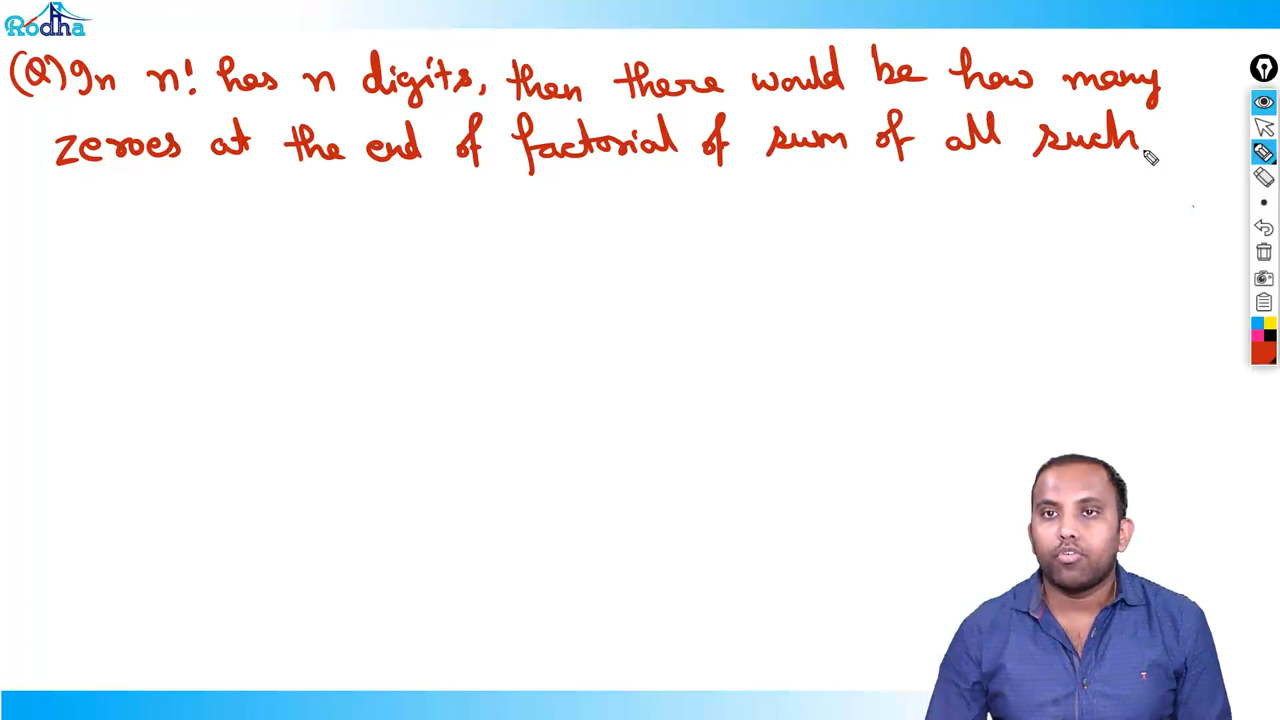 Rodha
(Q) In n! has n digits, then there would be how many
zeroes at the end of factorial of sum of all such